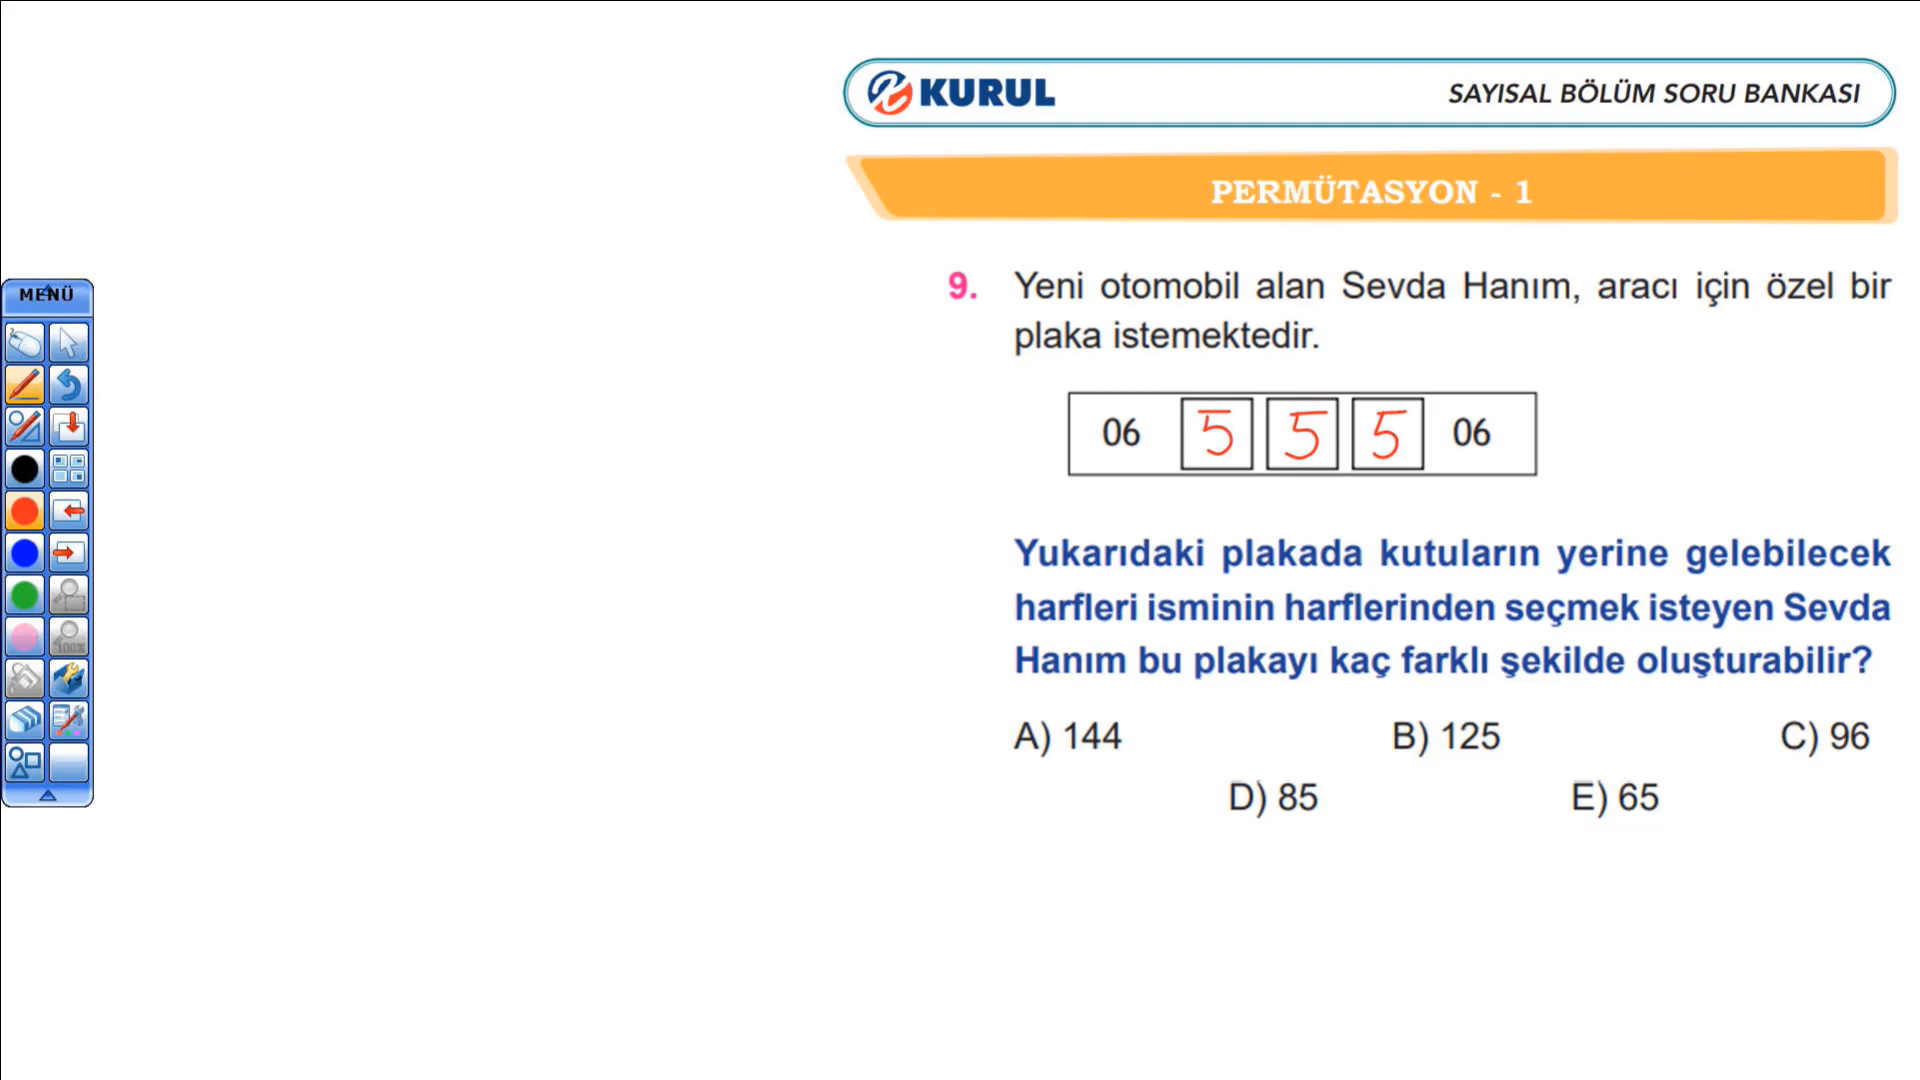 KURUL
SAYISAL BÖLÜM SORU BANKASI
PERMÜTASYON - 1
MENÜ
9. Yeni otomobil alan Sevda Hanım, aracı için özel bir
plaka istemektedir.
06 5 5 5 06
Yukarıdaki plakada kutuların yerine gelebilecek
harfleri isminin harflerinden seçmek isteyen Sevda
Hanım bu plakayı kaç farklı şekilde oluşturabilir?
100%
A) 144 B) 125 C) 96
D) 85 E) 65